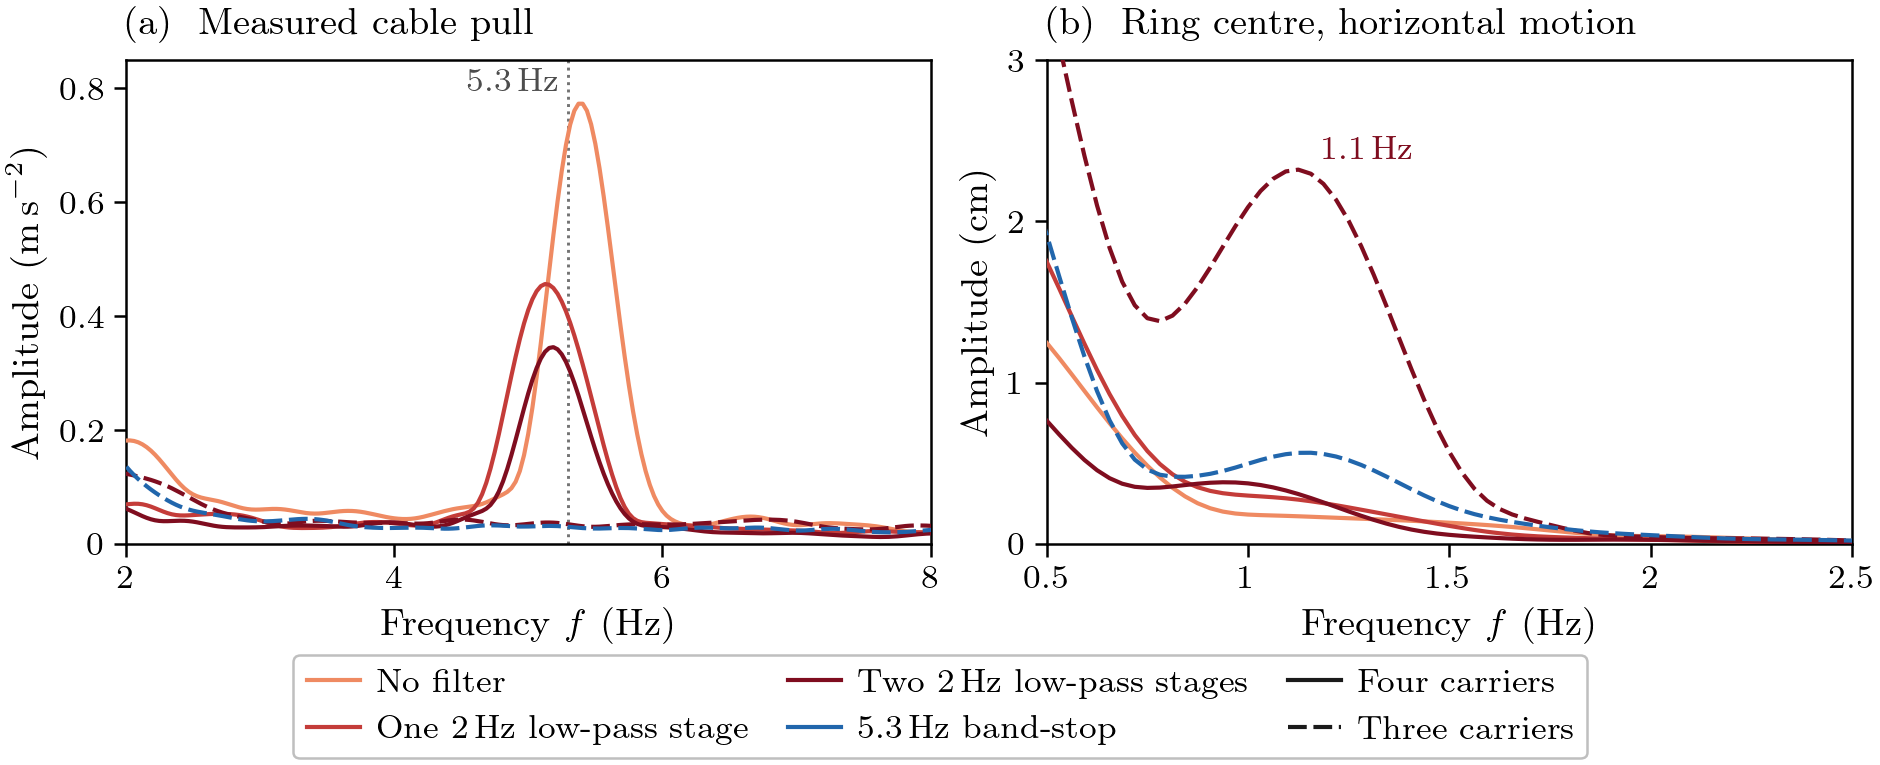 (a) Measured cable pull
5.3 Hz
0.8
0.6
0.4
0.2
0
2
4
6
8
Amplitude (m s⁻²)
Frequency f (Hz)
(b) Ring centre, horizontal motion
1.1 Hz
3
2
1
0
0.5
1
1.5
2
2.5
Amplitude (cm)
Frequency f (Hz)
No filter
One 2 Hz low-pass stage
Two 2 Hz low-pass stages
5.3 Hz band-stop
Four carriers
Three carriers